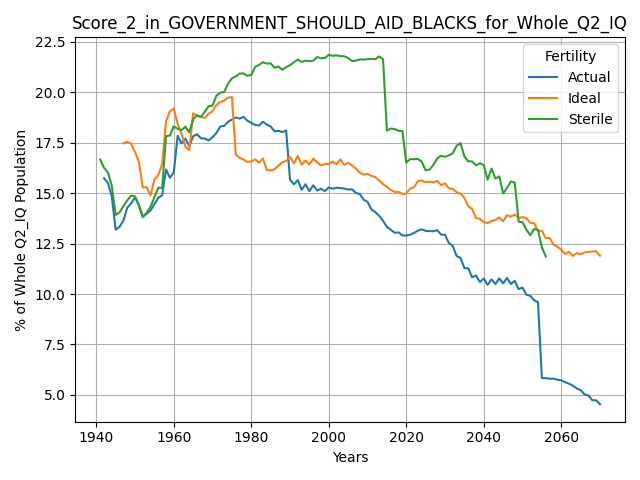 Score_2_in_GOVERNMENT_SHOULD_AID_BLACKS_for_Whole_Q2_IQ
Fertility
Actual
Ideal
Sterile
% of Whole Q2_IQ Population
22.5
20.0
17.5
15.0
12.5
10.0
7.5
5.0
1940 1960 1980 2000 2020 2040 2060
Years